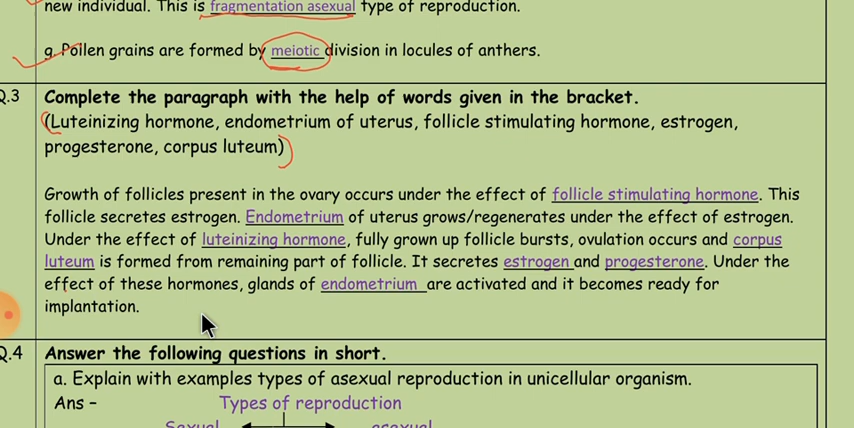 new individual. This is fragmentation asexual type of reproduction.
g. Pollen grains are formed by meiotic division in locules of anthers.
Q.3 Complete the paragraph with the help of words given in the bracket.
(Luteinizing hormone, endometrium of uterus, follicle stimulating hormone, estrogen,
progesterone, corpus luteum)
Growth of follicles present in the ovary occurs under the effect of follicle stimulating hormone. This
follicle secretes estrogen. Endometrium of uterus grows/regenerates under the effect of estrogen.
Under the effect of luteinizing hormone, fully grown up follicle bursts, ovulation occurs and corpus
luteum is formed from remaining part of follicle. It secretes estrogen and progesterone. Under the
effect of these hormones, glands of endometrium are activated and it becomes ready for
implantation.
Q.4 Answer the following questions in short.
a. Explain with examples types of asexual reproduction in unicellular organism.
Ans – Types of reproduction
Sexual asexual